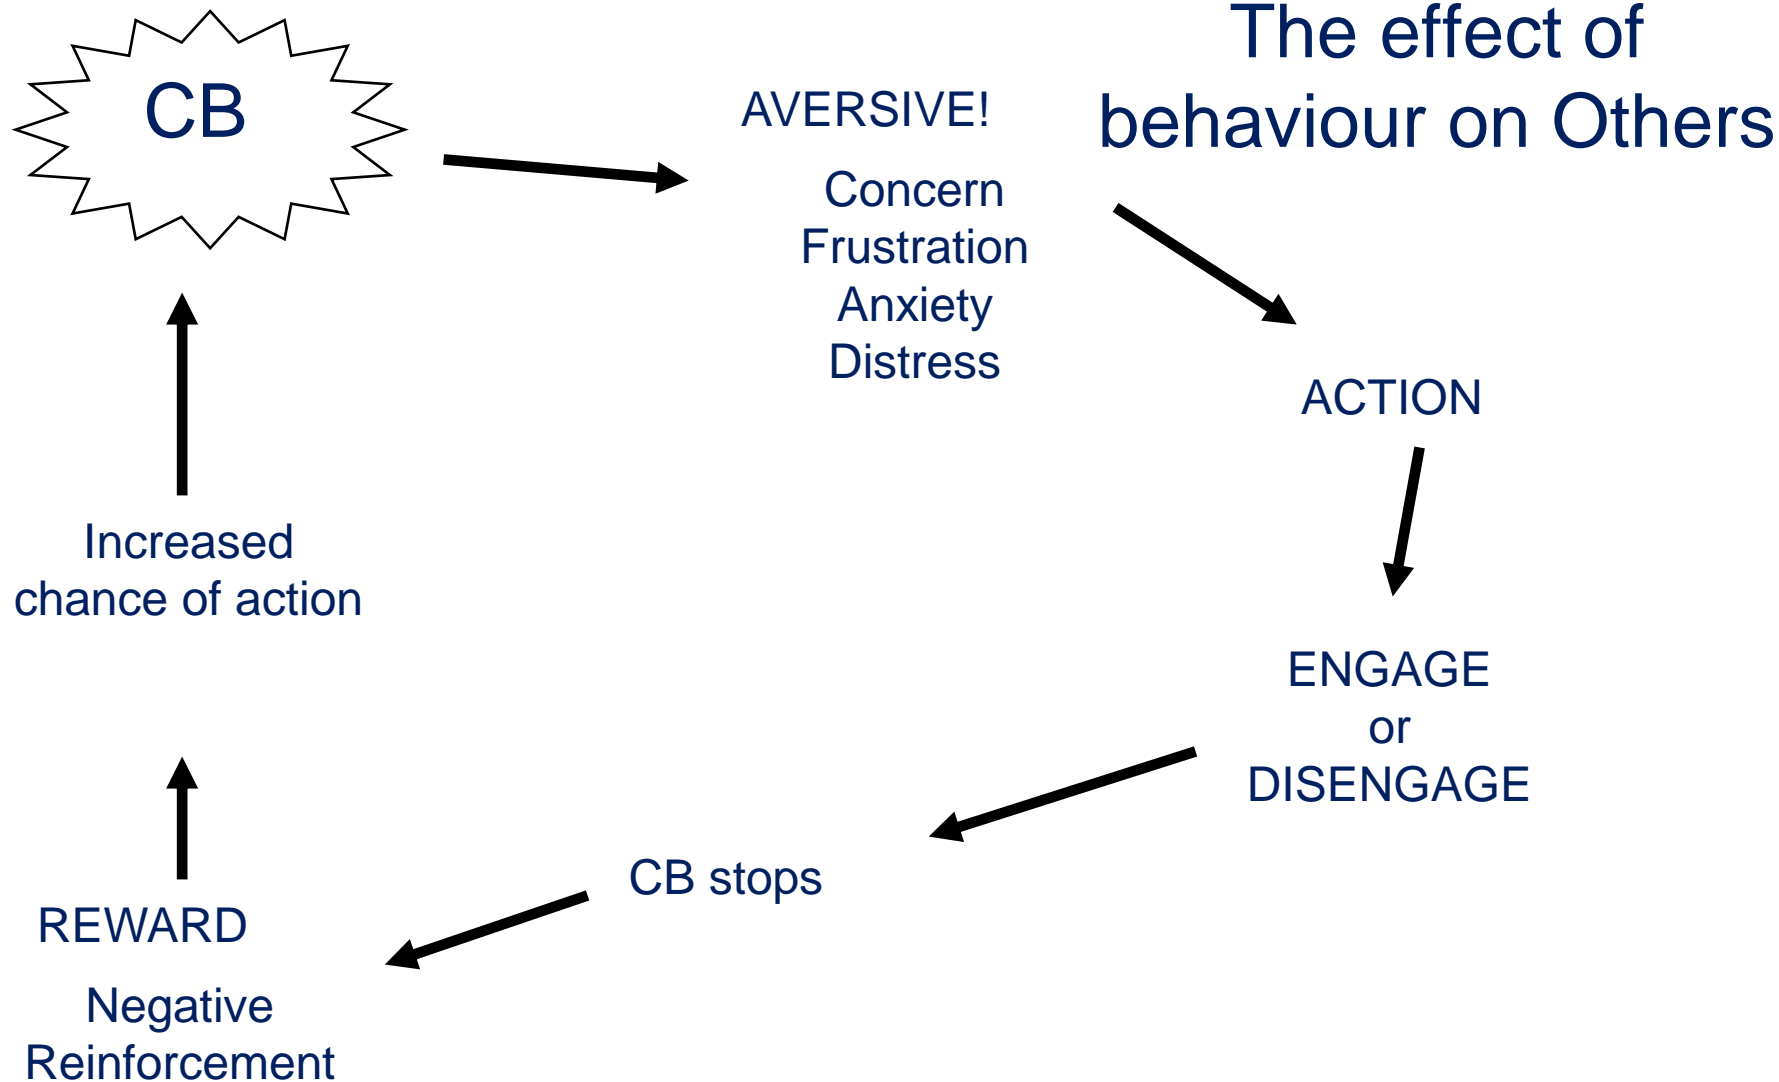 The effect of
behaviour on Others
CB
AVERSIVE!
Concern
Frustration
Anxiety
Distress
ACTION
ENGAGE
or
DISENGAGE
CB stops
REWARD
Negative
Reinforcement
Increased
chance of action